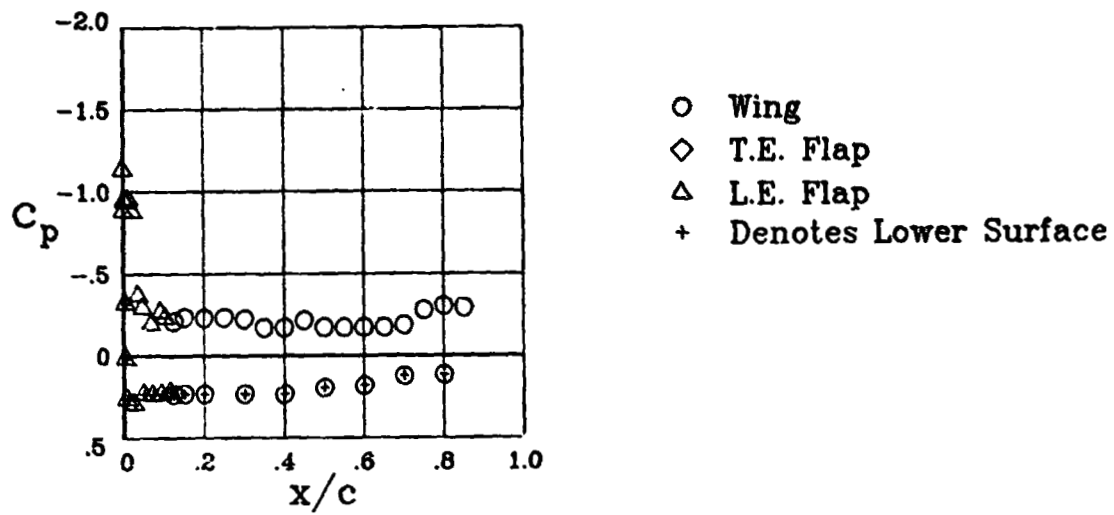 -2.0
-1.5
-1.0
Cp
-.5
0
.5
0 .2 .4 .6 .8 1.0
x/c
Wing
T.E. Flap
L.E. Flap
+ Denotes Lower Surface